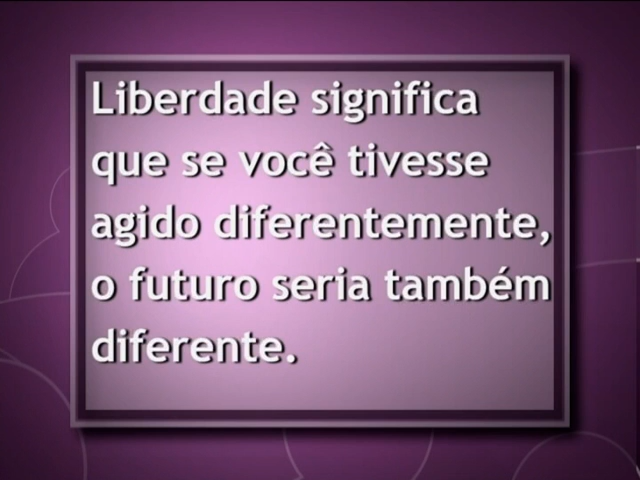 Liberdade significa
que se você tivesse
agido diferentemente,
o futuro seria também
diferente.